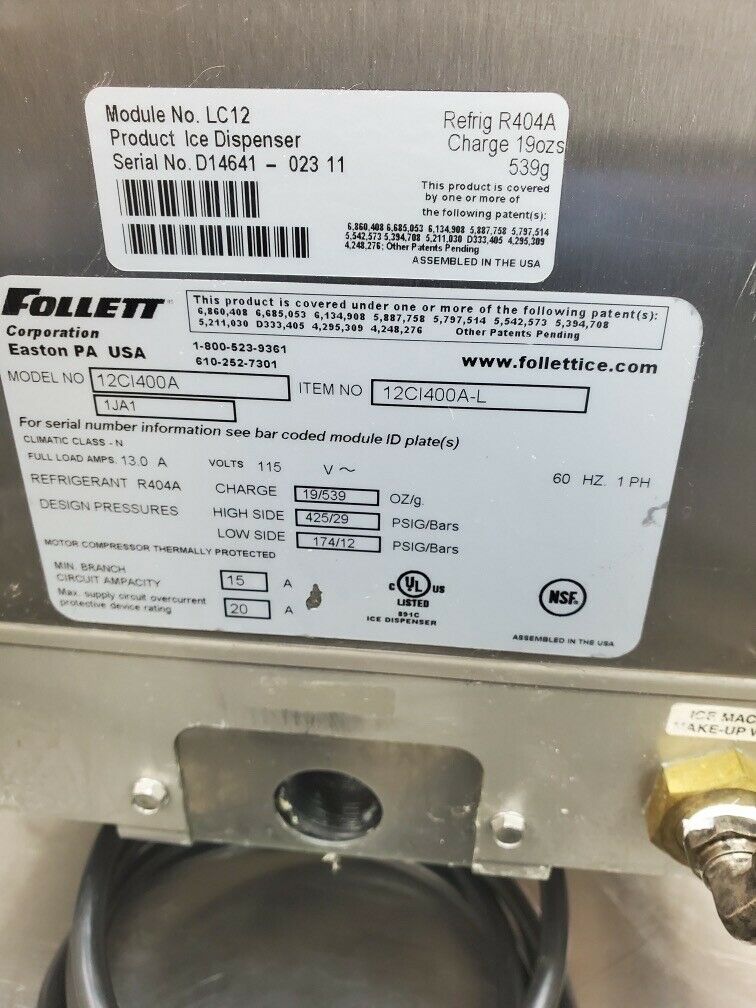 Module No. LC12
Product Ice Dispenser
Serial No. D14641 - 023 11
Refrig R404A
Charge 19ozs
539g
This product is covered
by one or more of
the following patent(s):
6,860,408 6,685,053 6,134,908 5,887,758 5,797,514
5,542,573 5,394,708 5,211,030 D333,405 4,295,309
4,248,276; Other Patents Pending
ASSEMBLED IN THE USA
FOLLETT
Corporation
Easton PA USA
1-800-523-9361
610-252-7301
This product is covered under one or more of the following patent(s):
6,860,408 6,685,053 6,134,908 5,887,758 5,797,514 5,542,573 5,394,708
5,211,030 D333,405 4,295,309 4,248,276 Other Patents Pending
www.follettice.com
MODEL NO 12CI400A
1JA1
ITEM NO 12CI400A-L
For serial number information see bar coded module ID plate(s)
CLIMATIC CLASS - N
FULL LOAD AMPS. 13.0 A VOLTS 115 V ~ 60 HZ. 1 PH
REFRIGERANT R404A CHARGE 19/539 OZ/g.
DESIGN PRESSURES HIGH SIDE 425/29 PSIG/Bars
LOW SIDE 174/12 PSIG/Bars
MOTOR COMPRESSOR THERMALLY PROTECTED
MIN. BRANCH
CIRCUIT AMPACITY 15 A
Max. supply circuit overcurrent
protective device rating 20 A
C UL US
LISTED
891C
ICE DISPENSER
NSF
ASSEMBLED IN THE USA
ICE MAC
MAKE-UP W